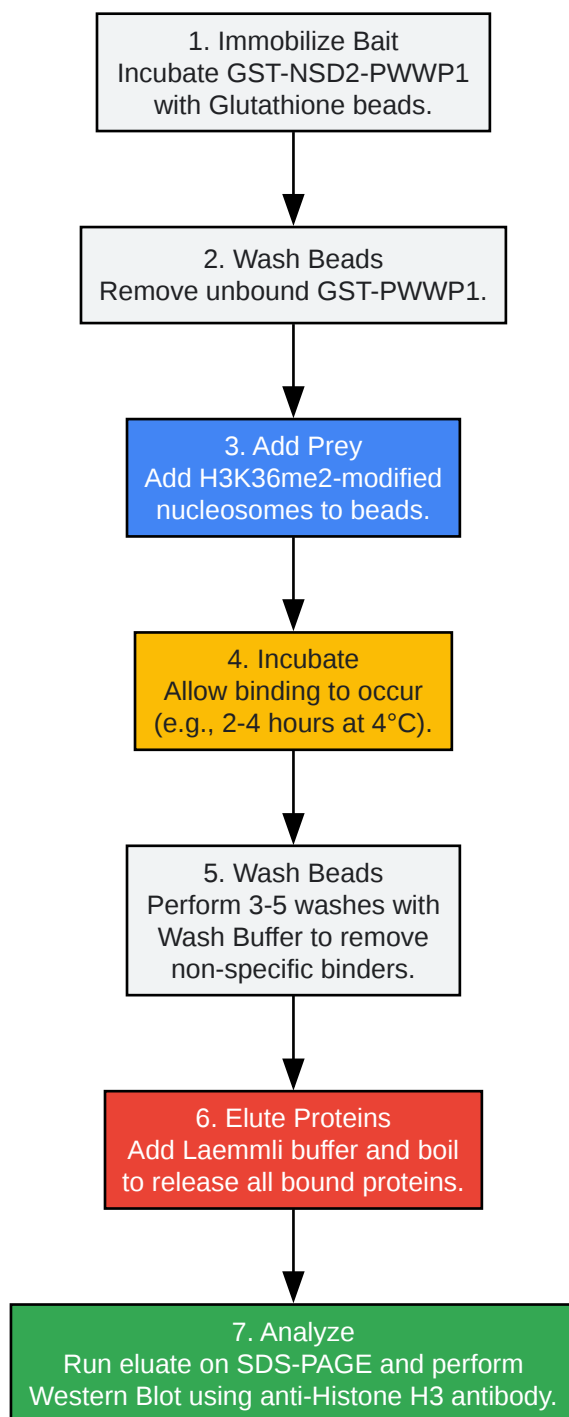 1. Immobilize Bait
Incubate GST-NSD2-PWWP1
with Glutathione beads.
2. Wash Beads
Remove unbound GST-PWWP1.
3. Add Prey
Add H3K36me2-modified
nucleosomes to beads.
4. Incubate
Allow binding to occur
(e.g., 2-4 hours at 4°C).
5. Wash Beads
Perform 3-5 washes with
Wash Buffer to remove
non-specific binders.
6. Elute Proteins
Add Laemmli buffer and boil
to release all bound proteins.
7. Analyze
Run eluate on SDS-PAGE and perform
Western Blot using anti-Histone H3 antibody.